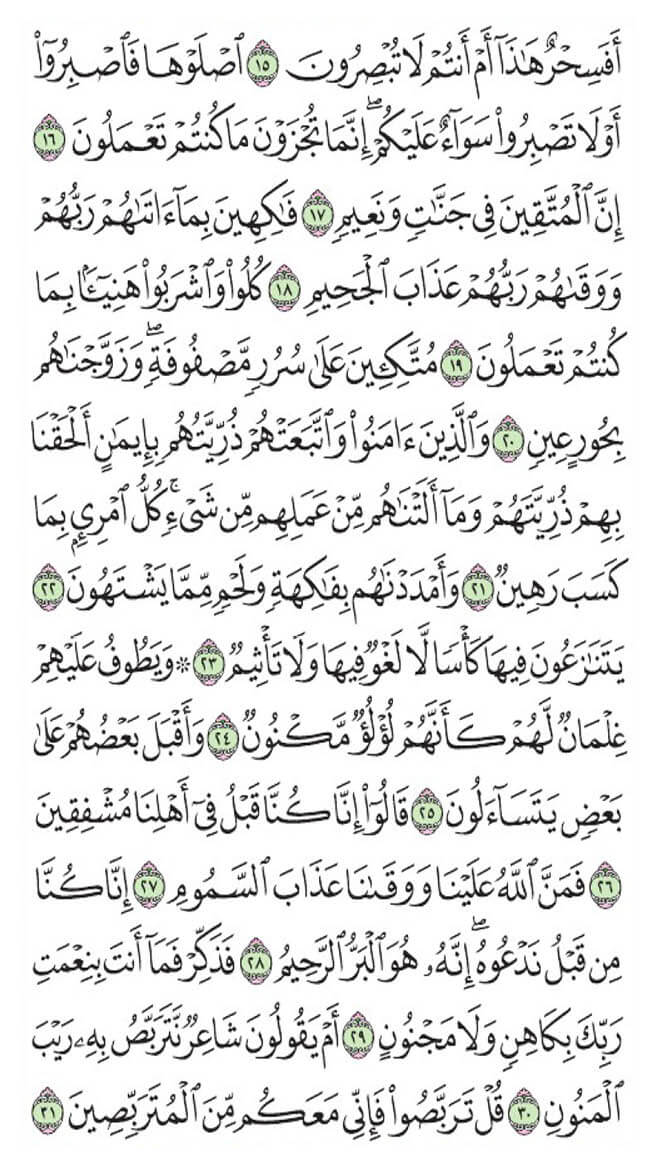 أَفَسِحْرٌ هَـٰذَآ أَمْ أَنتُمْ لَا تُبْصِرُونَ ١٥ ٱصْلَوْهَا فَٱصْبِرُوٓا۟
أَوْ لَا تَصْبِرُوا۟ سَوَآءٌ عَلَيْكُمْ ۖ إِنَّمَا تُجْزَوْنَ مَا كُنتُمْ تَعْمَلُونَ ١٦
إِنَّ ٱلْمُتَّقِينَ فِى جَنَّـٰتٍ وَنَعِيمٍ ١٧ فَـٰكِهِينَ بِمَآ ءَاتَىٰهُمْ رَبُّهُمْ
وَوَقَىٰهُمْ رَبُّهُمْ عَذَابَ ٱلْجَحِيمِ ١٨ كُلُوا۟ وَٱشْرَبُوا۟ هَنِيٓـًٔۢا بِمَا
كُنتُمْ تَعْمَلُونَ ١٩ مُتَّكِـِٔينَ عَلَىٰ سُرُرٍ مَّصْفُوفَةٍ ۖ وَزَوَّجْنَـٰهُم
بِحُورٍ عِينٍ ٢٠ وَٱلَّذِينَ ءَامَنُوا۟ وَٱتَّبَعَتْهُمْ ذُرِّيَّتُهُم بِإِيمَـٰنٍ أَلْحَقْنَا
بِهِمْ ذُرِّيَّتَهُمْ وَمَآ أَلَتْنَـٰهُم مِّنْ عَمَلِهِم مِّن شَىْءٍ ۚ كُلُّ ٱمْرِئٍۭ بِمَا
كَسَبَ رَهِينٌ ٢١ وَأَمْدَدْنَـٰهُم بِفَـٰكِهَةٍ وَلَحْمٍ مِّمَّا يَشْتَهُونَ ٢٢
يَتَنَـٰزَعُونَ فِيهَا كَأْسًا لَّا لَغْوٌ فِيهَا وَلَا تَأْثِيمٌ ٢٣ ۞ وَيَطُوفُ عَلَيْهِمْ
غِلْمَانٌ لَّهُمْ كَأَنَّهُمْ لُؤْلُؤٌ مَّكْنُونٌ ٢٤ وَأَقْبَلَ بَعْضُهُمْ عَلَىٰ
بَعْضٍ يَتَسَآءَلُونَ ٢٥ قَالُوٓا۟ إِنَّا كُنَّا قَبْلُ فِىٓ أَهْلِنَا مُشْفِقِينَ
٢٦ فَمَنَّ ٱللَّهُ عَلَيْنَا وَوَقَىٰنَا عَذَابَ ٱلسَّمُومِ ٢٧ إِنَّا كُنَّا
مِن قَبْلُ نَدْعُوهُ ۖ إِنَّهُۥ هُوَ ٱلْبَرُّ ٱلرَّحِيمُ ٢٨ فَذَكِّرْ فَمَآ أَنتَ بِنِعْمَتِ
رَبِّكَ بِكَاهِنٍ وَلَا مَجْنُونٍ ٢٩ أَمْ يَقُولُونَ شَاعِرٌ نَّتَرَبَّصُ بِهِۦ رَيْبَ
ٱلْمَنُونِ ٣٠ قُلْ تَرَبَّصُوا۟ فَإِنِّى مَعَكُم مِّنَ ٱلْمُتَرَبِّصِينَ ٣١